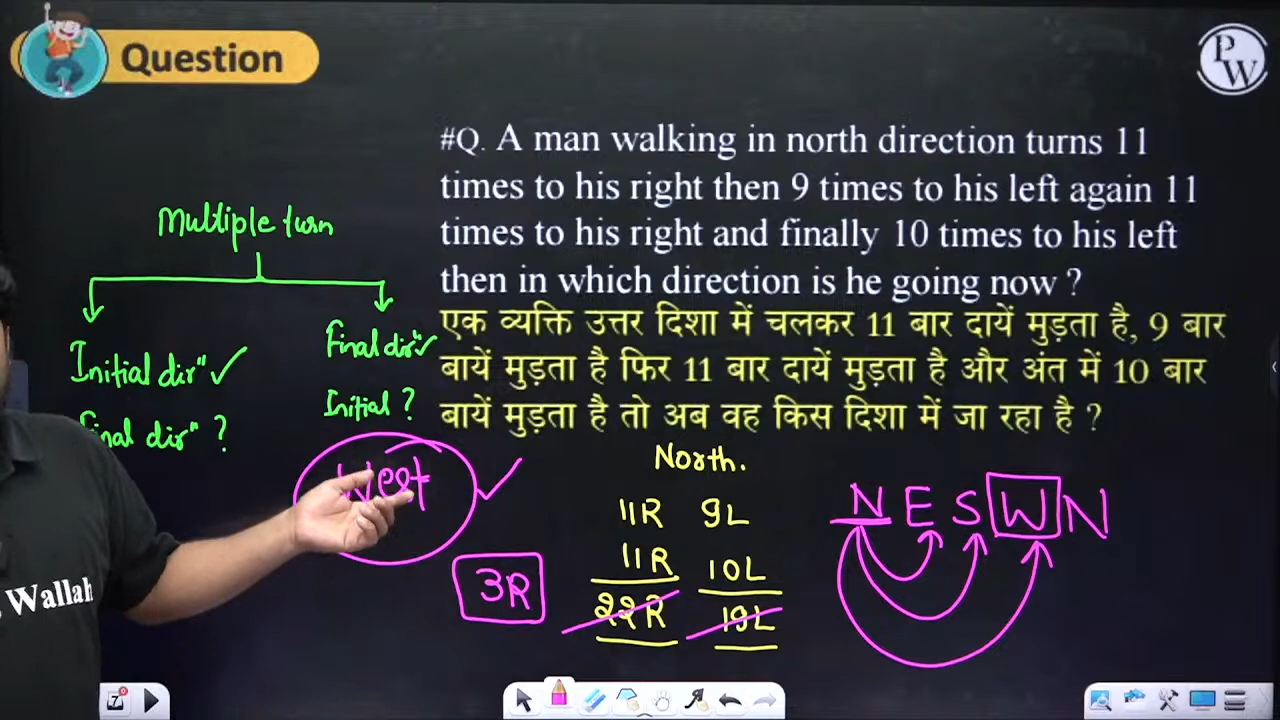 Question
PW
#Q. A man walking in north direction turns 11
times to his right then 9 times to his left again 11
times to his right and finally 10 times to his left
then in which direction is he going now ?
एक व्यक्ति उत्तर दिशा में चलकर 11 बार दायें मुड़ता है, 9 बार
बायें मुड़ता है फिर 11 बार दायें मुड़ता है और अंत में 10 बार
बायें मुड़ता है तो अब वह किस दिशा में जा रहा है ?
Multiple turn
Initial dirⁿ ✓
Final dirⁿ ?
Final dirⁿ ✓
Initial ?
West ✓
3R
North.
11R 9L
11R 10L
22R 19L
N E S W N
Wallah